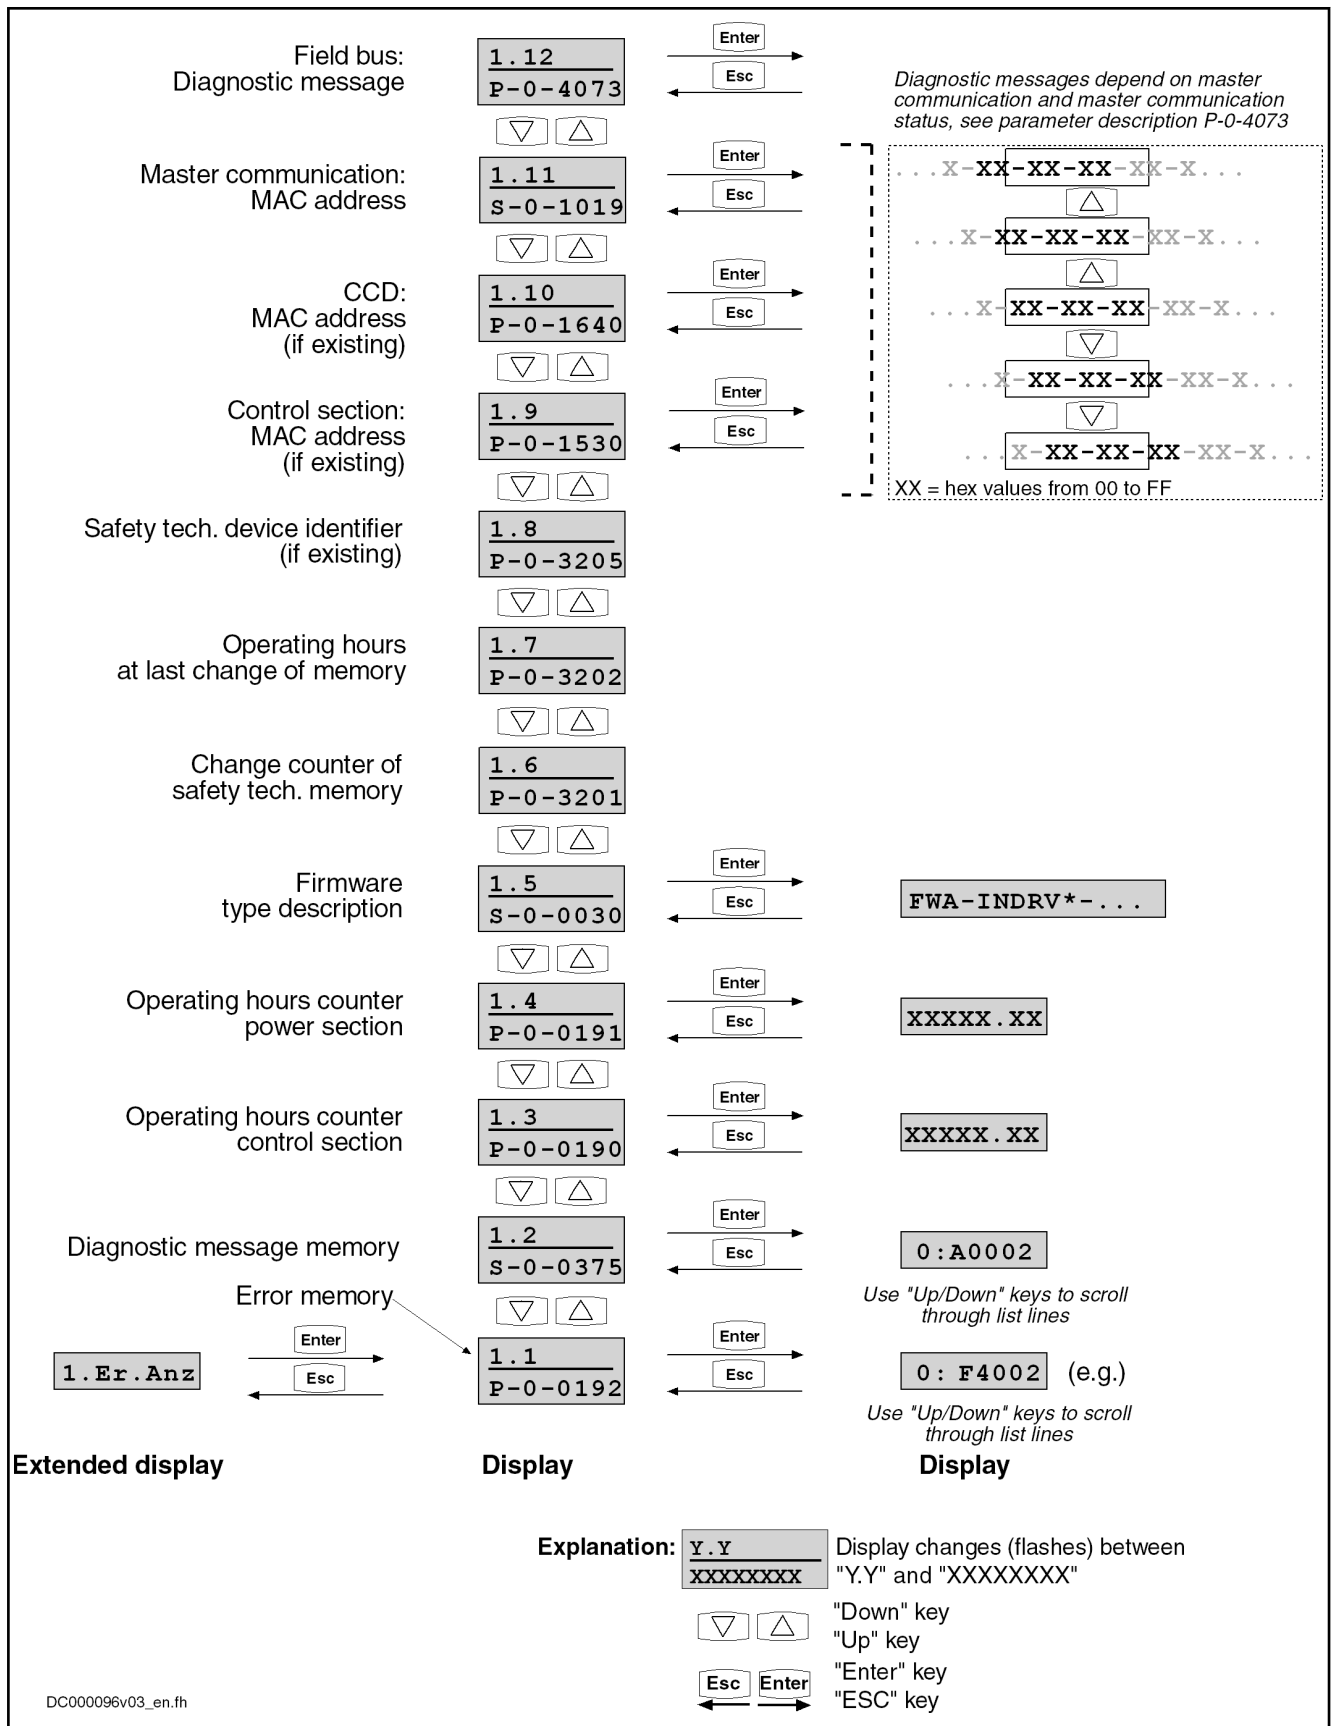 Field bus:
Diagnostic message
1.12
P-0-4073
Enter
Esc
Diagnostic messages depend on master
communication and master communication
status, see parameter description P-0-4073
Master communication:
MAC address
1.11
S-0-1019
Enter
Esc
...X-XX-XX-XX-XX-X...
...X-XX-XX-XX-XX-X...
CCD:
MAC address
(if existing)
1.10
P-0-1640
Enter
Esc
...X-XX-XX-XX-XX-X...
...X-XX-XX-XX-XX-X...
Control section:
MAC address
(if existing)
1.9
P-0-1530
Enter
Esc
...X-XX-XX-XX-XX-X...
XX = hex values from 00 to FF
Safety tech. device identifier
(if existing)
1.8
P-0-3205
Operating hours
at last change of memory
1.7
P-0-3202
Change counter of
safety tech. memory
1.6
P-0-3201
Firmware
type description
1.5
S-0-0030
Enter
Esc
FWA-INDRV*-...
Operating hours counter
power section
1.4
P-0-0191
Enter
Esc
XXXXX.XX
Operating hours counter
control section
1.3
P-0-0190
Enter
Esc
XXXXX.XX
Diagnostic message memory
1.2
S-0-0375
Enter
Esc
0:A0002
Use "Up/Down" keys to scroll
through list lines
Error memory
1.Er.Anz
Enter
Esc
1.1
P-0-0192
Enter
Esc
0: F4002 (e.g.)
Use "Up/Down" keys to scroll
through list lines
Extended display
Display
Display
Explanation:
Y.Y
XXXXXXXX
Display changes (flashes) between
"Y.Y" and "XXXXXXXX"
"Down" key
"Up" key
Esc Enter
"Enter" key
"ESC" key
DC000096v03_en.fh